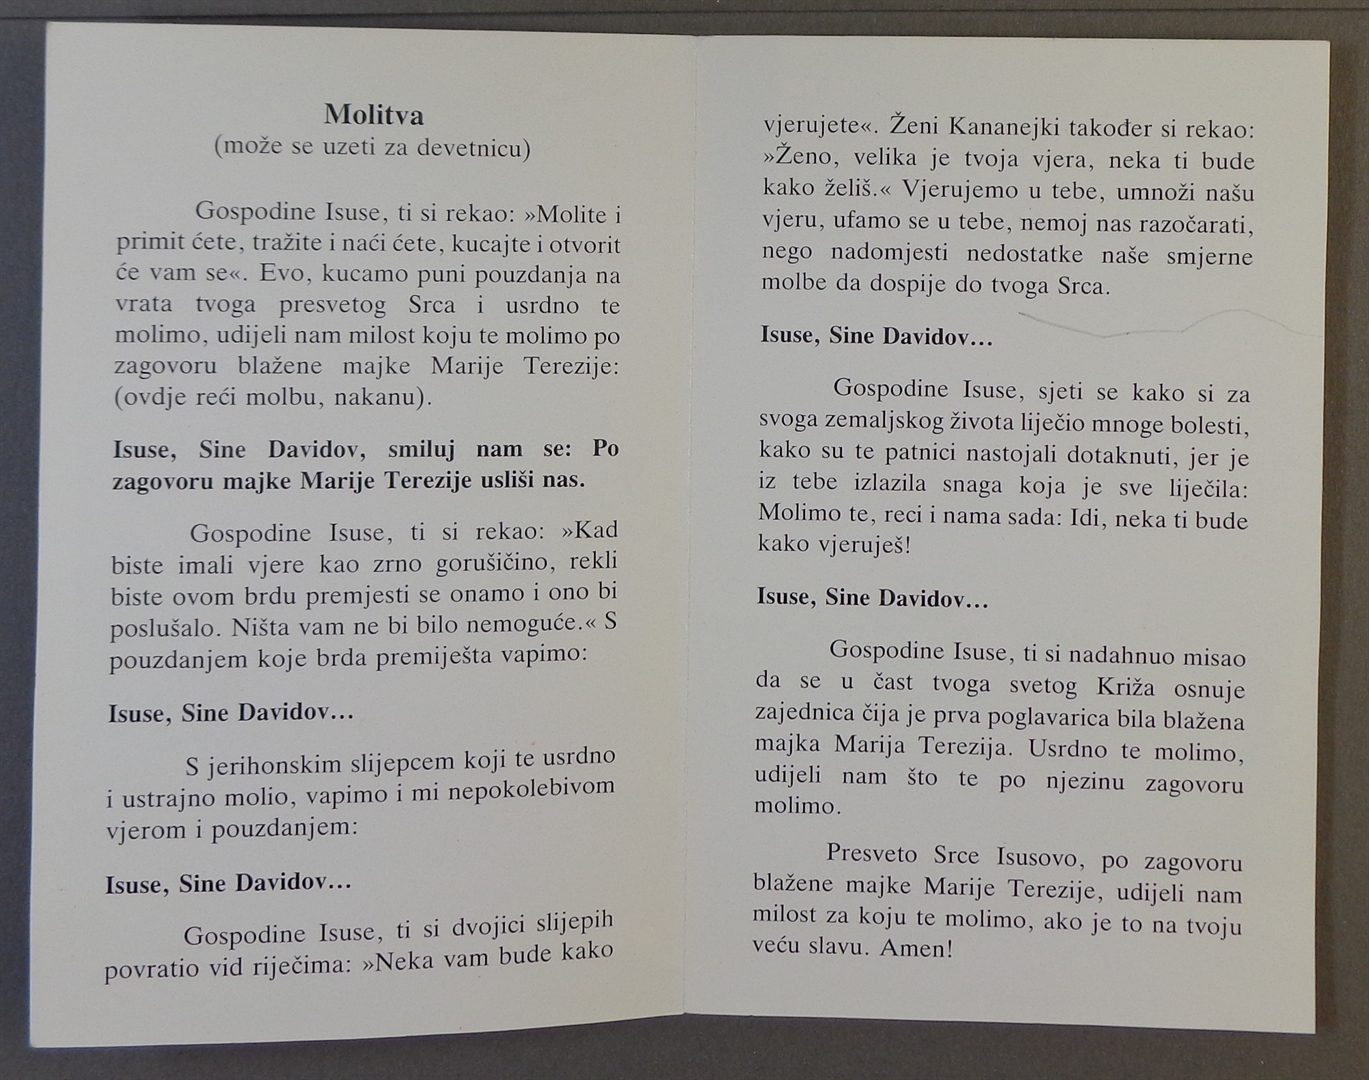 Molitva
(može se uzeti za devetnicu)
Gospodine Isuse, ti si rekao: »Molite i
primit ćete, tražite i naći ćete, kucajte i otvorit
će vam se«. Evo, kucamo puni pouzdanja na
vrata tvoga presvetog Srca i usrdno te
molimo, udijeli nam milost koju te molimo po
zagovoru blažene majke Marije Terezije:
(ovdje reći molbu, nakanu).
Isuse, Sine Davidov, smiluj nam se: Po
zagovoru majke Marije Terezije usliši nas.
Gospodine Isuse, ti si rekao: »Kad
biste imali vjere kao zrno gorušičino, rekli
biste ovom brdu premjesti se onamo i ono bi
poslušalo. Ništa vam ne bi bilo nemoguće.« S
pouzdanjem koje brda premiješta vapimo:
Isuse, Sine Davidov...
S jerihonskim slijepcem koji te usrdno
i ustrajno molio, vapimo i mi nepokolebivom
vjerom i pouzdanjem:
Isuse, Sine Davidov...
Gospodine Isuse, ti si dvojici slijepih
povratio vid riječima: »Neka vam bude kako
vjerujete«. Ženi Kananejki također si rekao:
»Ženo, velika je tvoja vjera, neka ti bude
kako želiš.« Vjerujemo u tebe, umnoži našu
vjeru, ufamo se u tebe, nemoj nas razočarati,
nego nadomjesti nedostatke naše smjerne
molbe da dospije do tvoga Srca.
Isuse, Sine Davidov...
Gospodine Isuse, sjeti se kako si za
svoga zemaljskog života liječio mnoge bolesti,
kako su te patnici nastojali dotaknuti, jer je
iz tebe izlazila snaga koja je sve liječila:
Molimo te, reci i nama sada: Idi, neka ti bude
kako vjeruješ!
Isuse, Sine Davidov...
Gospodine Isuse, ti si nadahnuo misao
da se u čast tvoga svetog Križa osnuje
zajednica čija je prva poglavarica bila blažena
majka Marija Terezija. Usrdno te molimo,
udijeli nam što te po njezinu zagovoru
molimo.
Presveto Srce Isusovo, po zagovoru
blažene majke Marije Terezije, udijeli nam
milost za koju te molimo, ako je to na tvoju
veću slavu. Amen!